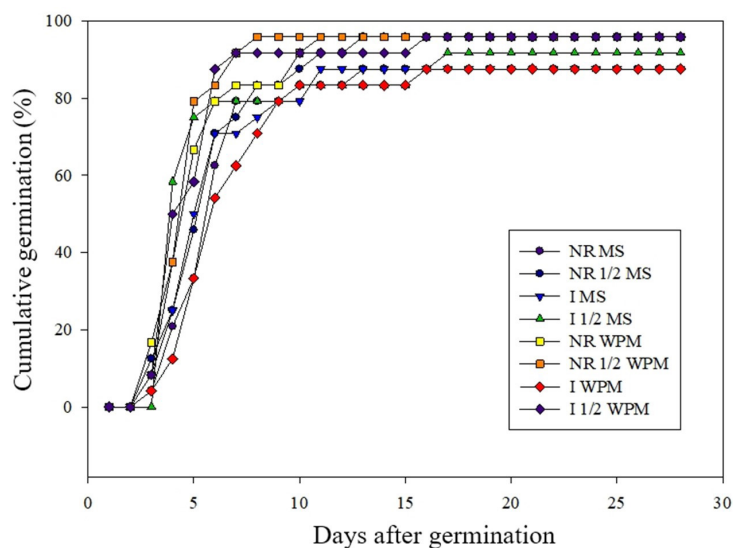 Cumulative germination (%)
100
80
60
40
20
0
NR MS
NR 1/2 MS
I MS
I 1/2 MS
NR WPM
NR 1/2 WPM
I WPM
I 1/2 WPM
0 5 10 15 20 25 30
Days after germination